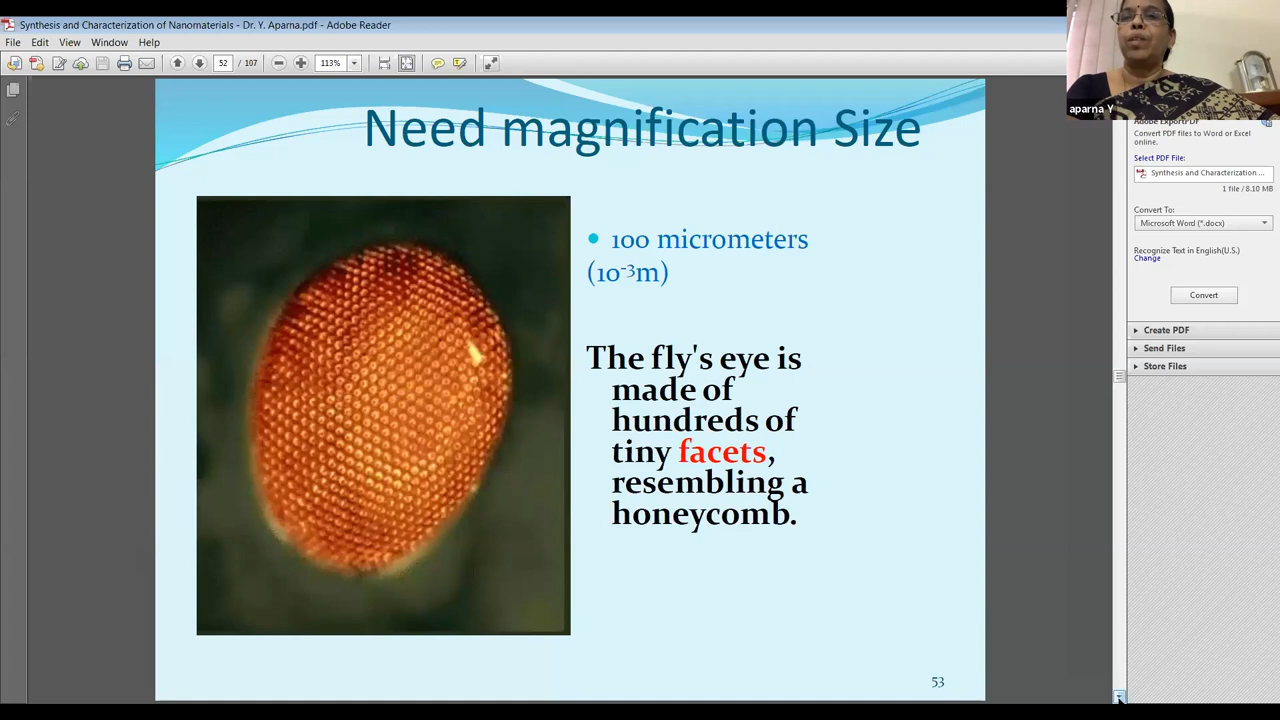 Synthesis and Characterization of Nanomaterials - Dr. Y. Aparna.pdf - Adobe Reader
File Edit View Window Help
52 / 107 113%
Need magnification Size
• 100 micrometers
(10⁻³m)
The fly's eye is
made of
hundreds of
tiny facets,
resembling a
honeycomb.
53
aparna Y
Adobe ExportPDF
Convert PDF files to Word or Excel
online.
Select PDF File:
Synthesis and Characterization ...
1 file / 8.10 MB
Convert To:
Microsoft Word (*.docx)
Recognize Text in English(U.S.)
Change
Convert
Create PDF
Send Files
Store Files